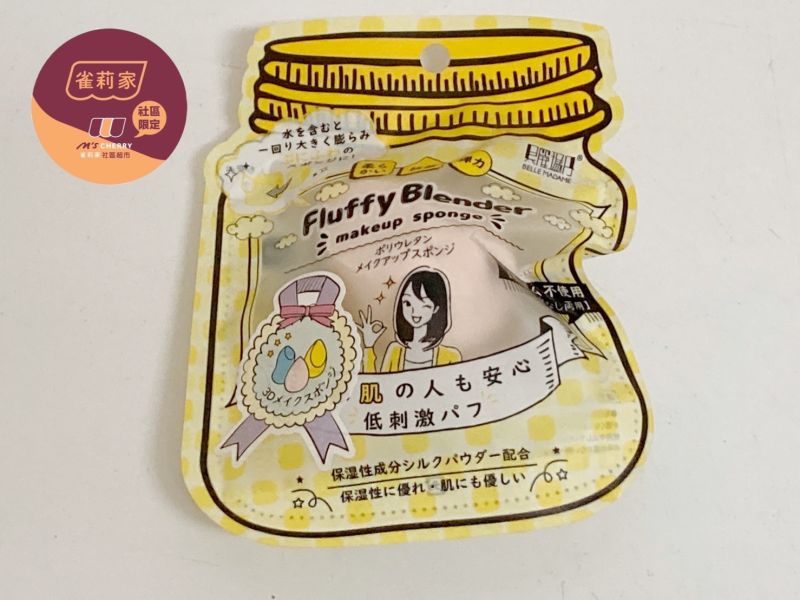 雀莉家
社區
限定
M's CHERRY
雀莉家 社區超市
水を含むと
一回り大きく膨らみ
弾力
BELLE MADAME
®
Fluffy Blender
makeup sponge
ポリウレタン
メイクアップスポンジ
不使用
3Dメイクスポンジ
肌の人も安心
低刺激パフ
保湿性成分シルクパウダー配合
保湿性に優れ・肌にも優しい